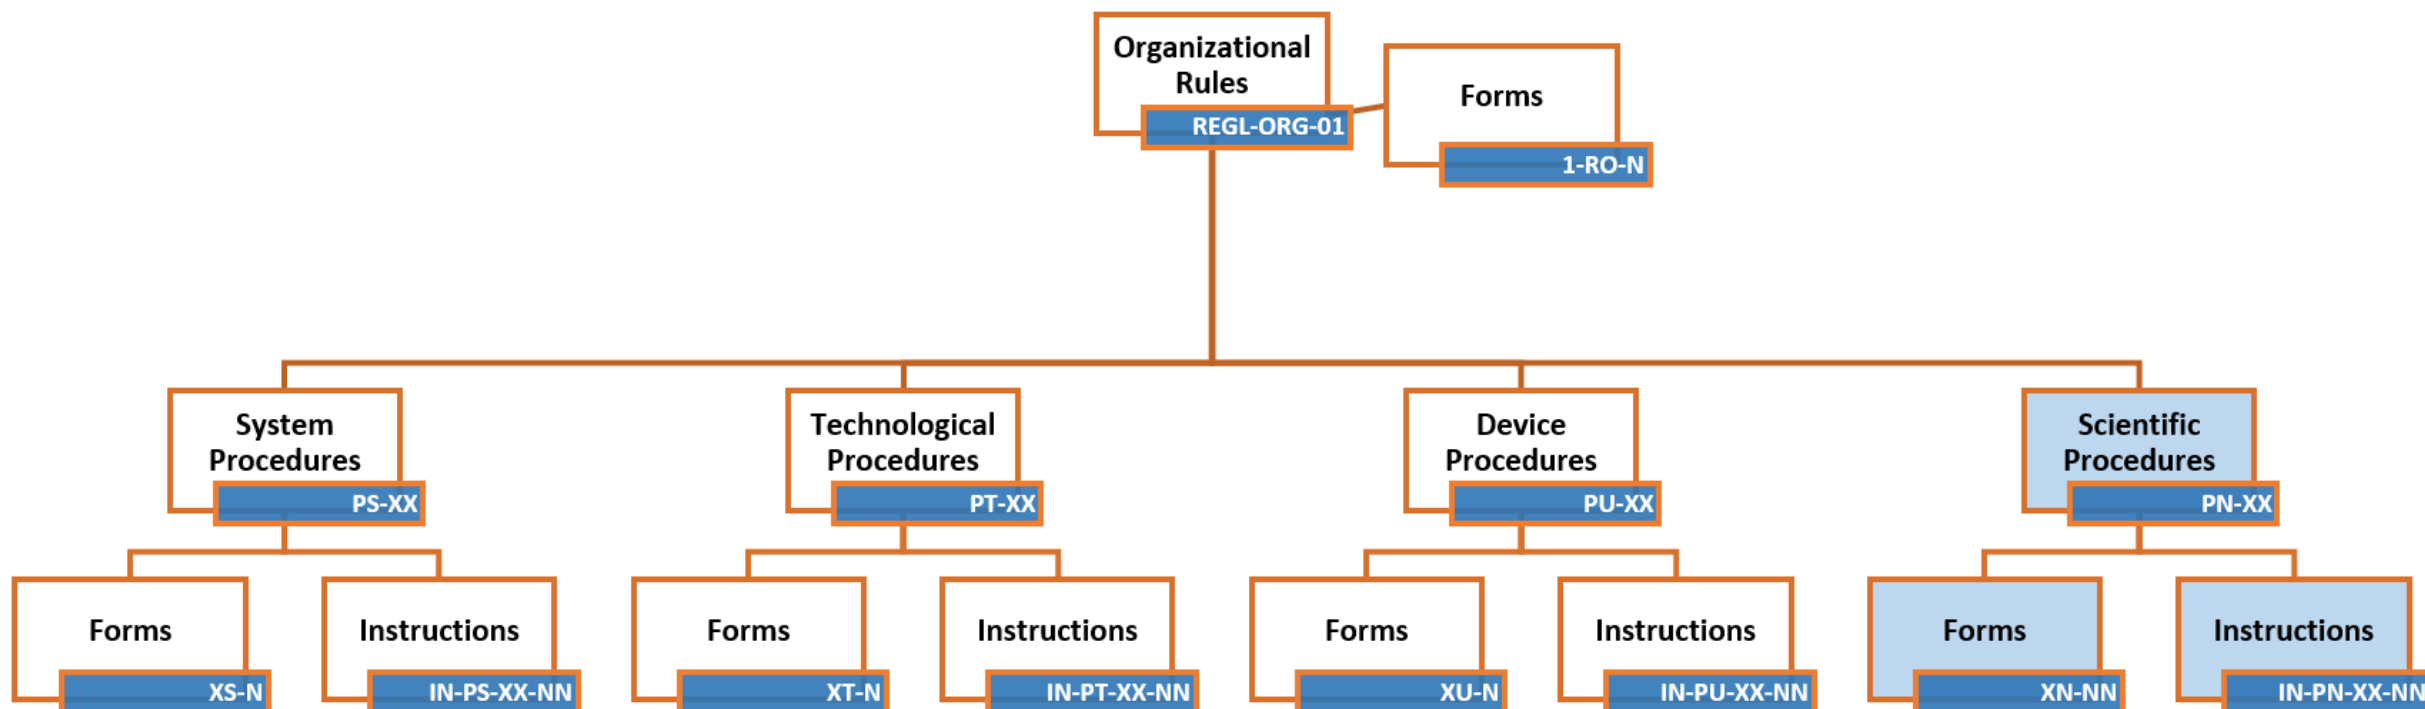 Organizational
Rules
REGL-ORG-01
Forms
1-RO-N
System
Procedures
PS-XX
Technological
Procedures
PT-XX
Device
Procedures
PU-XX
Scientific
Procedures
PN-XX
Forms
XS-N
Instructions
IN-PS-XX-NN
Forms
XT-N
Instructions
IN-PT-XX-NN
Forms
XU-N
Instructions
IN-PU-XX-NN
Forms
XN-NN
Instructions
IN-PN-XX-NN